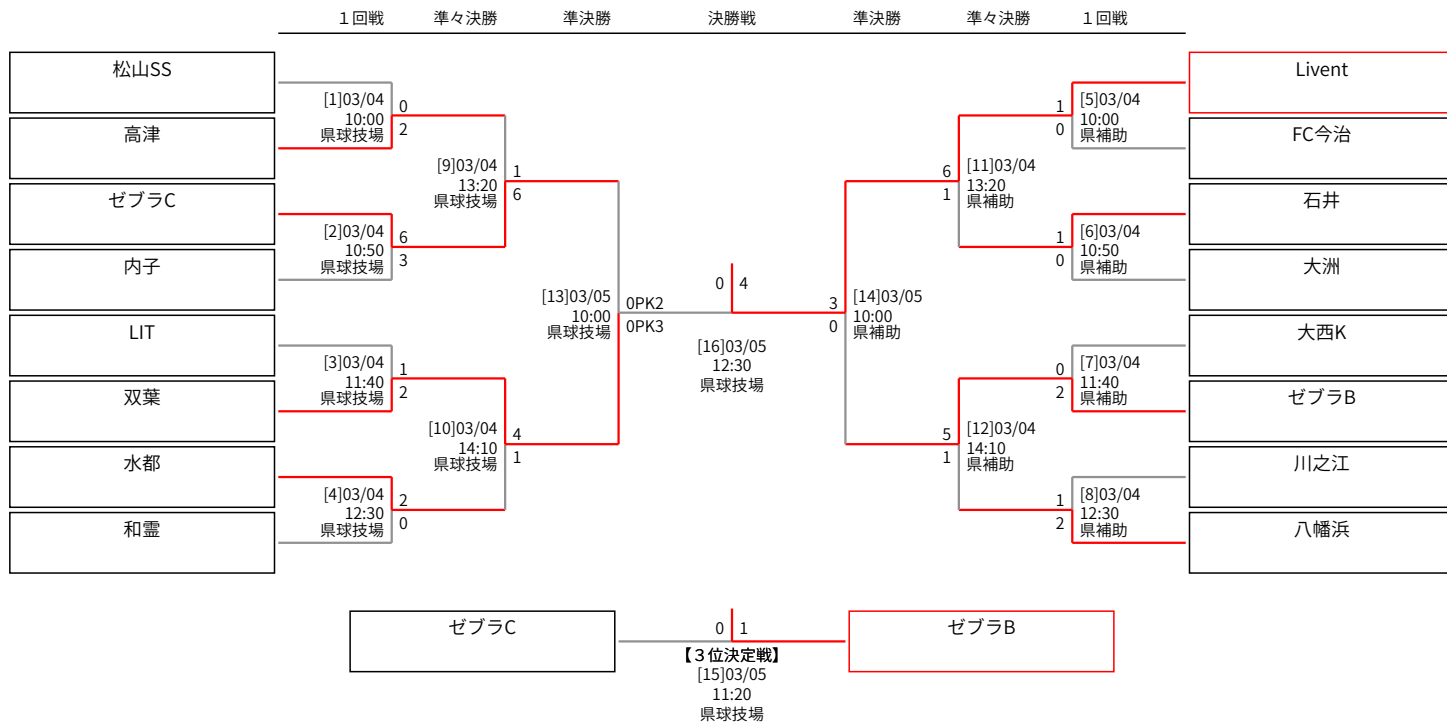 １回戦
準々決勝
準決勝
決勝戦
準決勝
準々決勝
１回戦
松山SS
高津
ゼブラC
内子
LIT
双葉
水都
和霊
[1]03/04
10:00
県球技場
0
2
[2]03/04
10:50
県球技場
6
3
[3]03/04
11:40
県球技場
1
2
[4]03/04
12:30
県球技場
2
0
[9]03/04
13:20
県球技場
1
6
[10]03/04
14:10
県球技場
4
1
[13]03/05
10:00
県球技場
0PK2
0PK3
0
4
[16]03/05
12:30
県球技場
3
0
[14]03/05
10:00
県補助
6
1
[11]03/04
13:20
県補助
5
1
[12]03/04
14:10
県補助
1
0
[5]03/04
10:00
県補助
1
0
[6]03/04
10:50
県補助
0
2
[7]03/04
11:40
県補助
1
2
[8]03/04
12:30
県補助
Livent
FC今治
石井
大洲
大西K
ゼブラB
川之江
八幡浜
ゼブラC
0
1
ゼブラB
【３位決定戦】
[15]03/05
11:20
県球技場